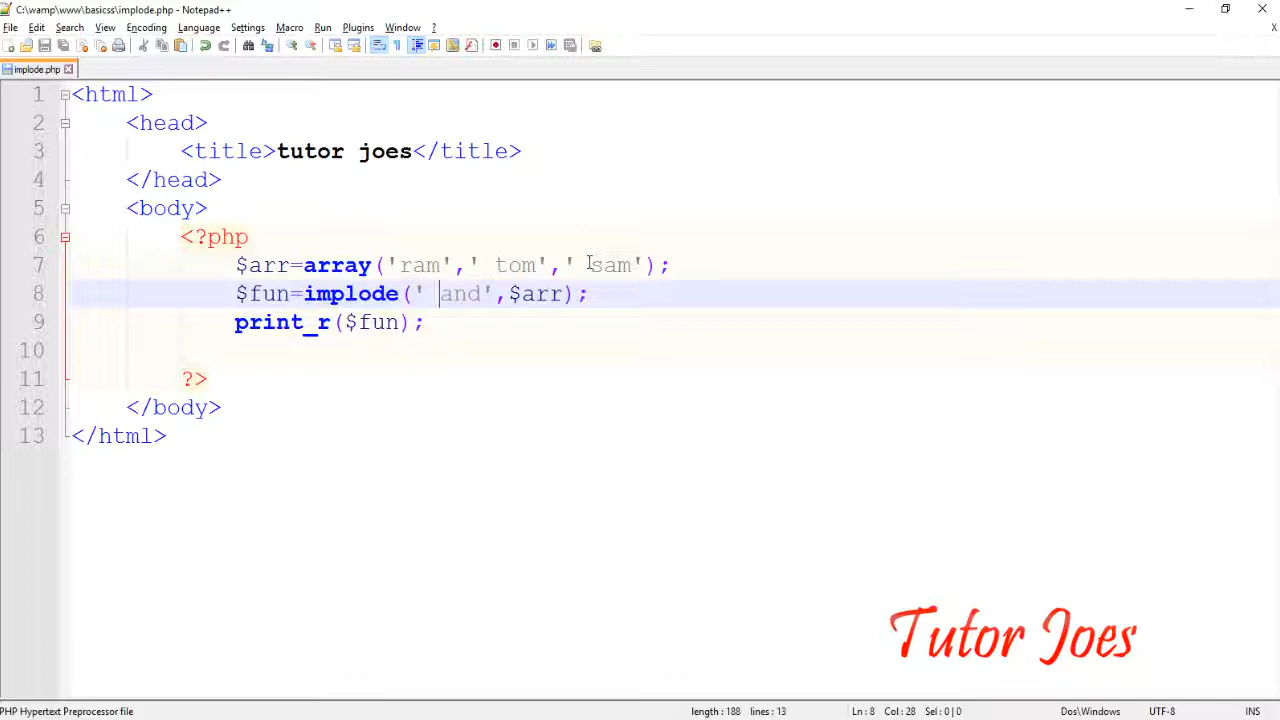 C:\wamp\www\basicss\implode.php - Notepad++
File Edit Search View Encoding Language Settings Macro Run Plugins Window ?
implode.php
1 <html>
2 <head>
3 <title>tutor joes</title>
4 </head>
5 <body>
6 <?php
7 $arr=array('ram',' tom',' sam');
8 $fun=implode(' and',$arr);
9 print_r($fun);
10
11 ?>
12 </body>
13 </html>
Tutor Joes
PHP Hypertext Preprocessor file length : 188 lines : 13 Ln : 8 Col : 28 Sel : 0 | 0 Dos\Windows UTF-8 INS